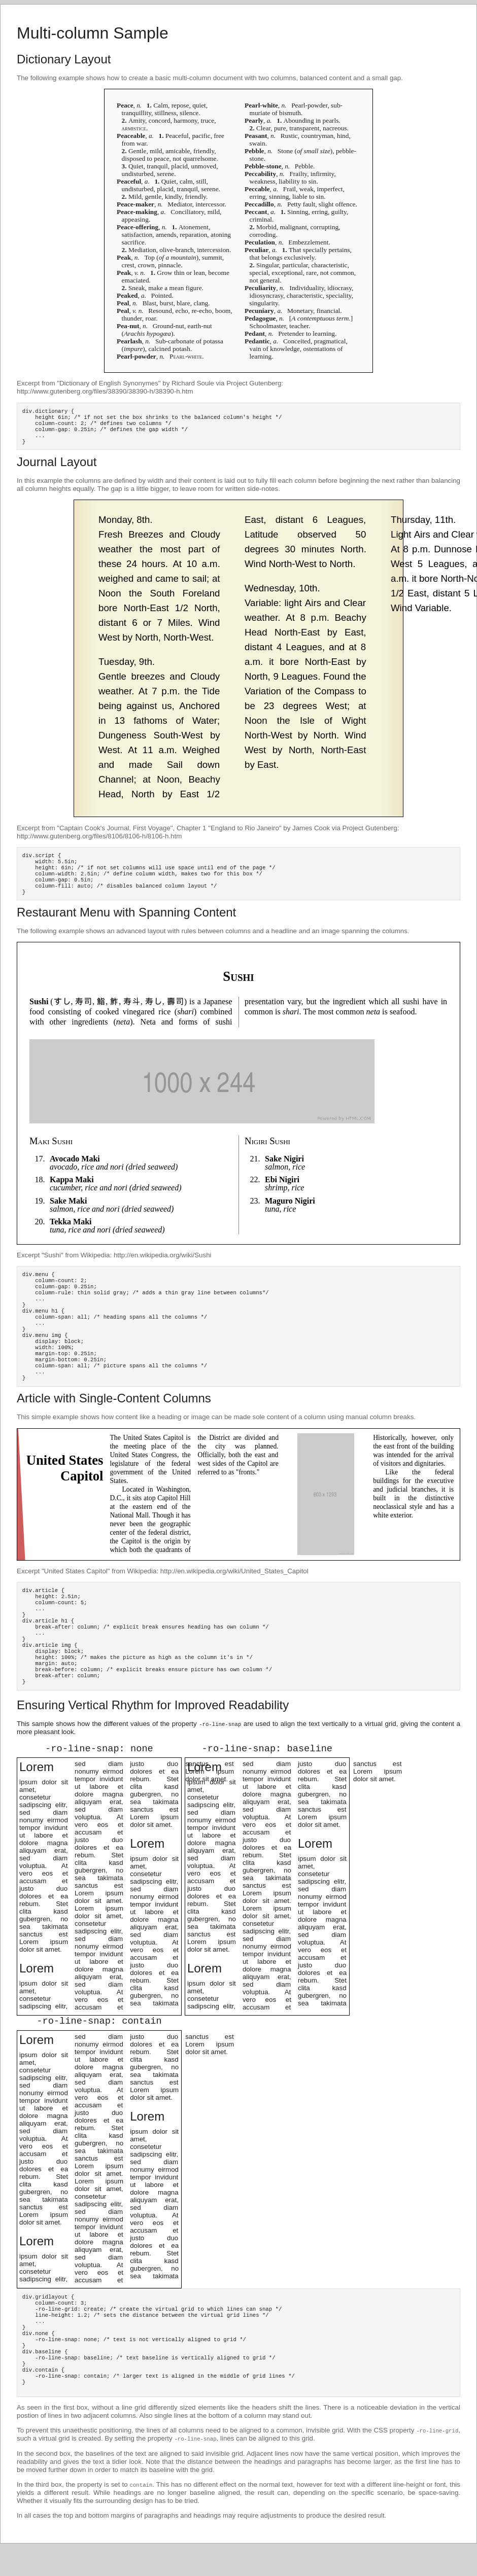 Multi-column Sample
Dictionary Layout
The following example shows how to create a basic multi-column document with two columns, balanced content and a small gap.
Peace, n.   1. Calm, repose, quiet,
tranquillity, stillness, silence.
2. Amity, concord, harmony, truce,
ARMISTICE.
Peaceable, a.   1. Peaceful, pacific, free
from war.
2. Gentle, mild, amicable, friendly,
disposed to peace, not quarrelsome.
3. Quiet, tranquil, placid, unmoved,
undisturbed, serene.
Peaceful, a.   1. Quiet, calm, still,
undisturbed, placid, tranquil, serene.
2. Mild, gentle, kindly, friendly.
Peace-maker, n.   Mediator, intercessor.
Peace-making, a.   Conciliatory, mild,
appeasing.
Peace-offering, n.   1. Atonement,
satisfaction, amends, reparation, atoning
sacrifice.
2. Mediation, olive-branch, intercession.
Peak, n.   Top (of a mountain), summit,
crest, crown, pinnacle.
Peak, v. n.   1. Grow thin or lean, become
emaciated.
2. Sneak, make a mean figure.
Peaked, a.   Pointed.
Peal, n.   Blast, burst, blare, clang.
Peal, v. n.   Resound, echo, re-echo, boom,
thunder, roar.
Pea-nut, n.   Ground-nut, earth-nut
(Arachis hypogæa).
Pearlash, n.   Sub-carbonate of potassa
(impure), calcined potash.
Pearl-powder, n.   PEARL-WHITE.
Pearl-white, n.   Pearl-powder, sub-
muriate of bismuth.
Pearly, a.   1. Abounding in pearls.
2. Clear, pure, transparent, nacreous.
Peasant, n.   Rustic, countryman, hind,
swain.
Pebble, n.   Stone (of small size), pebble-
stone.
Pebble-stone, n.   Pebble.
Peccability, n.   Frailty, infirmity,
weakness, liability to sin.
Peccable, a.   Frail, weak, imperfect,
erring, sinning, liable to sin.
Peccadillo, n.   Petty fault, slight offence.
Peccant, a.   1. Sinning, erring, guilty,
criminal.
2. Morbid, malignant, corrupting,
corroding.
Peculation, n.   Embezzlement.
Peculiar, a.   1. That specially pertains,
that belongs exclusively.
2. Singular, particular, characteristic,
special, exceptional, rare, not common,
not general.
Peculiarity, n.   Individuality, idiocrasy,
idiosyncrasy, characteristic, speciality,
singularity.
Pecuniary, a.   Monetary, financial.
Pedagogue, n.   [A contemptuous term.]
Schoolmaster, teacher.
Pedant, n.   Pretender to learning.
Pedantic, a.   Conceited, pragmatical,
vain of knowledge, ostentatious of
learning.
Excerpt from "Dictionary of English Synonymes" by Richard Soule via Project Gutenberg:
http://www.gutenberg.org/files/38390/38390-h/38390-h.htm
div.dictionary {
height 6in; /* if not set the box shrinks to the balanced column's height */
column-count: 2; /* defines two columns */
column-gap: 0.25in; /* defines the gap width */
...
}
Journal Layout
In this example the columns are defined by width and their content is laid out to fully fill each column before beginning the next rather than balancing
all column heights equally. The gap is a little bigger, to leave room for written side-notes.
Monday, 8th.
Fresh Breezes and Cloudy
weather the most part of
these 24 hours. At 10 a.m.
weighed and came to sail; at
Noon the South Foreland
bore North-East 1/2 North,
distant 6 or 7 Miles. Wind
West by North, North-West.
Tuesday, 9th.
Gentle breezes and Cloudy
weather. At 7 p.m. the Tide
being against us, Anchored
in 13 fathoms of Water;
Dungeness South-West by
West. At 11 a.m. Weighed
and made Sail down
Channel; at Noon, Beachy
Head, North by East 1/2
East, distant 6 Leagues,
Latitude observed 50
degrees 30 minutes North.
Wind North-West to North.
Wednesday, 10th.
Variable: light Airs and Clear
weather. At 8 p.m. Beachy
Head North-East by East,
distant 4 Leagues, and at 8
a.m. it bore North-East by
North, 9 Leagues. Found the
Variation of the Compass to
be 23 degrees West; at
Noon the Isle of Wight
North-West by North. Wind
West by North, North-East
by East.
Thursday, 11th.
Light Airs and Clear
At 8 p.m. Dunnose
West 5 Leagues, a
a.m. it bore North-No
1/2 East, distant 5 L
Wind Variable.
Excerpt from "Captain Cook's Journal, First Voyage", Chapter 1 "England to Rio Janeiro" by James Cook via Project Gutenberg:
http://www.gutenberg.org/files/8106/8106-h/8106-h.htm
div.script {
width: 5.5in;
height: 6in; /* if not set columns will use space until end of the page */
column-width: 2.5in; /* define column width, makes two for this box */
column-gap: 0.5in;
column-fill: auto; /* disables balanced column layout */
}
Restaurant Menu with Spanning Content
The following example shows an advanced layout with rules between columns and a headline and an image spanning the columns.
SUSHI
Sushi (すし, 寿司, 鮨, 鮓, 寿斗, 寿し, 壽司) is a Japanese
food consisting of cooked vinegared rice (shari) combined
with other ingredients (neta). Neta and forms of sushi
presentation vary, but the ingredient which all sushi have in
common is shari. The most common neta is seafood.
1000 x 244
Powered by HTML.COM
MAKI SUSHI
17. Avocado Maki
avocado, rice and nori (dried seaweed)
18. Kappa Maki
cucumber, rice and nori (dried seaweed)
19. Sake Maki
salmon, rice and nori (dried seaweed)
20. Tekka Maki
tuna, rice and nori (dried seaweed)
NIGIRI SUSHI
21. Sake Nigiri
salmon, rice
22. Ebi Nigiri
shrimp, rice
23. Maguro Nigiri
tuna, rice
Excerpt "Sushi" from Wikipedia: http://en.wikipedia.org/wiki/Sushi
div.menu {
column-count: 2;
column-gap: 0.25in;
column-rule: thin solid gray; /* adds a thin gray line between columns*/
...
}
div.menu h1 {
column-span: all; /* heading spans all the columns */
...
}
div.menu img {
display: block;
width: 100%;
margin-top: 0.25in;
margin-bottom: 0.25in;
column-span: all; /* picture spans all the columns */
...
}
Article with Single-Content Columns
This simple example shows how content like a heading or image can be made sole content of a column using manual column breaks.
United States
Capitol
The United States Capitol is
the meeting place of the
United States Congress, the
legislature of the federal
government of the United
States.
Located in Washington,
D.C., it sits atop Capitol Hill
at the eastern end of the
National Mall. Though it has
never been the geographic
center of the federal district,
the Capitol is the origin by
which both the quadrants of
the District are divided and
the city was planned.
Officially, both the east and
west sides of the Capitol are
referred to as "fronts."
Historically, however, only
the east front of the building
was intended for the arrival
of visitors and dignitaries.
Like the federal
buildings for the executive
and judicial branches, it is
built in the distinctive
neoclassical style and has a
white exterior.
Excerpt "United States Capitol" from Wikipedia: http://en.wikipedia.org/wiki/United_States_Capitol
div.article {
height: 2.5in;
column-count: 5;
...
}
div.article h1 {
break-after: column; /* explicit break ensures heading has own column */
...
}
div.article img {
display: block;
height: 100%; /* makes the picture as high as the column it's in */
margin: auto;
break-before: column; /* explicit breaks ensure picture has own column */
break-after: column;
}
Ensuring Vertical Rhythm for Improved Readability
This sample shows how the different values of the property -ro-line-snap are used to align the text vertically to a virtual grid, giving the content a
more pleasant look.
-ro-line-snap: none
Lorem
ipsum dolor sit
amet,
consetetur
sadipscing elitr,
sed diam
nonumy eirmod
tempor invidunt
ut labore et
dolore magna
aliquyam erat,
sed diam
voluptua. At
vero eos et
accusam et
justo duo
dolores et ea
rebum. Stet
clita kasd
gubergren, no
sea takimata
sanctus est
Lorem ipsum
dolor sit amet.
Lorem
ipsum dolor sit
amet,
consetetur
sadipscing elitr,
sed diam
nonumy eirmod
tempor invidunt
ut labore et
dolore magna
aliquyam erat,
sed diam
voluptua. At
vero eos et
accusam et
justo duo
dolores et ea
rebum. Stet
clita kasd
gubergren, no
sea takimata
sanctus est
Lorem ipsum
dolor sit amet.
Lorem ipsum
dolor sit amet,
consetetur
sadipscing elitr,
sed diam
nonumy eirmod
tempor invidunt
ut labore et
dolore magna
aliquyam erat,
sed diam
voluptua. At
vero eos et
accusam et
justo duo
dolores et ea
rebum. Stet
clita kasd
gubergren, no
sea takimata
sanctus est
Lorem ipsum
dolor sit amet.
Lorem
ipsum dolor sit
amet,
consetetur
sadipscing elitr,
sed diam
nonumy eirmod
tempor invidunt
ut labore et
dolore magna
aliquyam erat,
sed diam
voluptua. At
vero eos et
accusam et
justo duo
dolores et ea
rebum. Stet
clita kasd
gubergren, no
sea takimata
sanctus est
Lorem ipsum
dolor sit amet.
-ro-line-snap: baseline
Lorem
ipsum dolor sit
amet,
consetetur
sadipscing elitr,
sed diam
nonumy eirmod
tempor invidunt
ut labore et
dolore magna
aliquyam erat,
sed diam
voluptua. At
vero eos et
accusam et
justo duo
dolores et ea
rebum. Stet
clita kasd
gubergren, no
sea takimata
sanctus est
Lorem ipsum
dolor sit amet.
Lorem
ipsum dolor sit
amet,
consetetur
sadipscing elitr,
sed diam
nonumy eirmod
tempor invidunt
ut labore et
dolore magna
aliquyam erat,
sed diam
voluptua. At
vero eos et
accusam et
justo duo
dolores et ea
rebum. Stet
clita kasd
gubergren, no
sea takimata
sanctus est
Lorem ipsum
dolor sit amet.
Lorem ipsum
dolor sit amet,
consetetur
sadipscing elitr,
sed diam
nonumy eirmod
tempor invidunt
ut labore et
dolore magna
aliquyam erat,
sed diam
voluptua. At
vero eos et
accusam et
justo duo
dolores et ea
rebum. Stet
clita kasd
gubergren, no
sea takimata
sanctus est
Lorem ipsum
dolor sit amet.
Lorem
ipsum dolor sit
amet,
consetetur
sadipscing elitr,
sed diam
nonumy eirmod
tempor invidunt
ut labore et
dolore magna
aliquyam erat,
sed diam
voluptua. At
vero eos et
accusam et
justo duo
dolores et ea
rebum. Stet
clita kasd
gubergren, no
sea takimata
sanctus est
Lorem ipsum
dolor sit amet.
-ro-line-snap: contain
Lorem
ipsum dolor sit
amet,
consetetur
sadipscing elitr,
sed diam
nonumy eirmod
tempor invidunt
ut labore et
dolore magna
aliquyam erat,
sed diam
voluptua. At
vero eos et
accusam et
justo duo
dolores et ea
rebum. Stet
clita kasd
gubergren, no
sea takimata
sanctus est
Lorem ipsum
dolor sit amet.
Lorem
ipsum dolor sit
amet,
consetetur
sadipscing elitr,
sed diam
nonumy eirmod
tempor invidunt
ut labore et
dolore magna
aliquyam erat,
sed diam
voluptua. At
vero eos et
accusam et
justo duo
dolores et ea
rebum. Stet
clita kasd
gubergren, no
sea takimata
sanctus est
Lorem ipsum
dolor sit amet.
Lorem ipsum
dolor sit amet,
consetetur
sadipscing elitr,
sed diam
nonumy eirmod
tempor invidunt
ut labore et
dolore magna
aliquyam erat,
sed diam
voluptua. At
vero eos et
accusam et
justo duo
dolores et ea
rebum. Stet
clita kasd
gubergren, no
sea takimata
sanctus est
Lorem ipsum
dolor sit amet.
Lorem
ipsum dolor sit
amet,
consetetur
sadipscing elitr,
sed diam
nonumy eirmod
tempor invidunt
ut labore et
dolore magna
aliquyam erat,
sed diam
voluptua. At
vero eos et
accusam et
justo duo
dolores et ea
rebum. Stet
clita kasd
gubergren, no
sea takimata
sanctus est
Lorem ipsum
dolor sit amet.
div.gridlayout {
column-count: 3;
-ro-line-grid: create; /* create the virtual grid to which lines can snap */
line-height: 1.2; /* sets the distance between the virtual grid lines */
...
}
div.none {
-ro-line-snap: none; /* text is not vertically aligned to grid */
}
div.baseline {
-ro-line-snap: baseline; /* text baseline is vertically aligned to grid */
}
div.contain {
-ro-line-snap: contain; /* larger text is aligned in the middle of grid lines */
}
As seen in the first box, without a line grid differently sized elements like the headers shift the lines. There is a noticeable deviation in the vertical
postion of lines in two adjacent columns. Also single lines at the bottom of a column may stand out.
To prevent this unaesthetic positioning, the lines of all columns need to be aligned to a common, invisible grid. With the CSS property -ro-line-grid,
such a virtual grid is created. By setting the property -ro-line-snap, lines can be aligned to this grid.
In the second box, the baselines of the text are aligned to said invisible grid. Adjacent lines now have the same vertical position, which improves the
readability and gives the text a tidier look. Note that the distance between the headings and paragraphs has become larger, as the first line has to
be moved further down in order to match its baseline with the grid.
In the third box, the property is set to contain. This has no different effect on the normal text, however for text with a different line-height or font, this
yields a different result. While headings are no longer baseline aligned, the result can, depending on the specific scenario, be space-saving.
Whether it visually fits the surrounding design has to be tried.
In all cases the top and bottom margins of paragraphs and headings may require adjustments to produce the desired result.